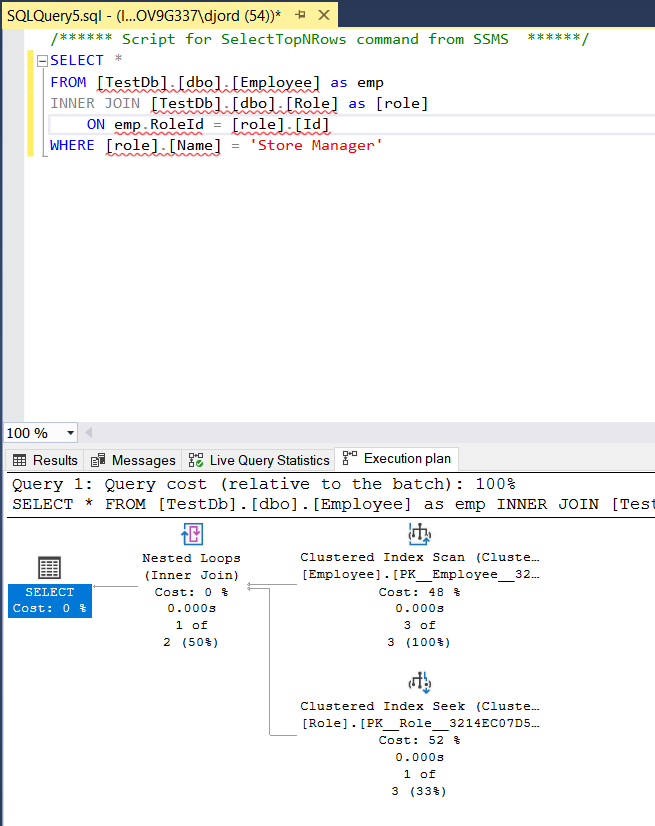 SQLQuery5.sql - (l...OV9G337\djord (54))*
/****** Script for SelectTopNRows command from SSMS  ******/
SELECT *
FROM [TestDb].[dbo].[Employee] as emp
INNER JOIN [TestDb].[dbo].[Role] as [role]
ON emp.RoleId = [role].[Id]
WHERE [role].[Name] = 'Store Manager'
100 %
Results Messages Live Query Statistics Execution plan
Query 1: Query cost (relative to the batch): 100%
SELECT * FROM [TestDb].[dbo].[Employee] as emp INNER JOIN [Test
SELECT
Cost: 0 %
Nested Loops
(Inner Join)
Cost: 0 %
0.000s
1 of
2 (50%)
Clustered Index Scan (Cluste…
[Employee].[PK__Employee__32…
Cost: 48 %
0.000s
3 of
3 (100%)
Clustered Index Seek (Cluste…
[Role].[PK__Role__3214EC07D5…
Cost: 52 %
0.000s
1 of
3 (33%)